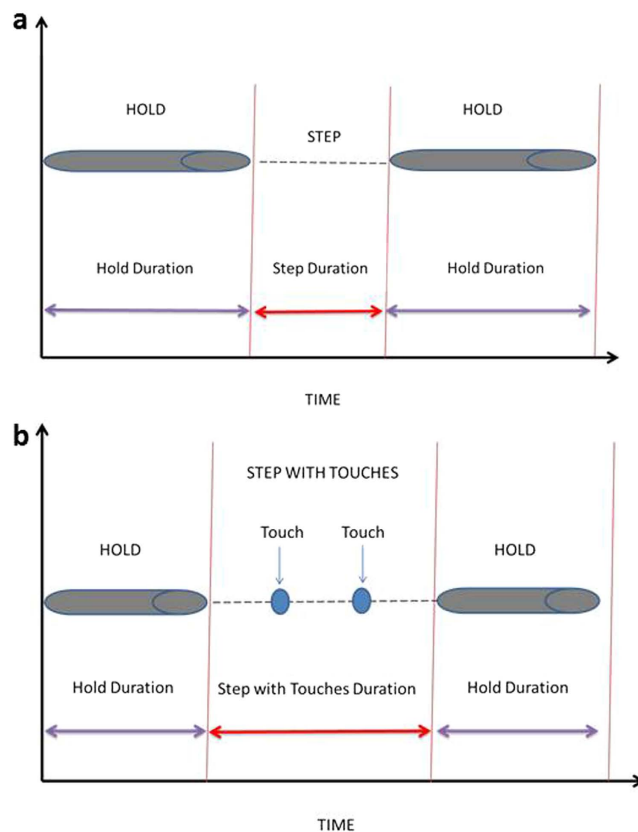 a
HOLD HOLD
STEP
Hold Duration Step Duration Hold Duration
TIME
b
STEP WITH TOUCHES
Touch Touch
HOLD HOLD
Hold Duration Step with Touches Duration Hold Duration
TIME